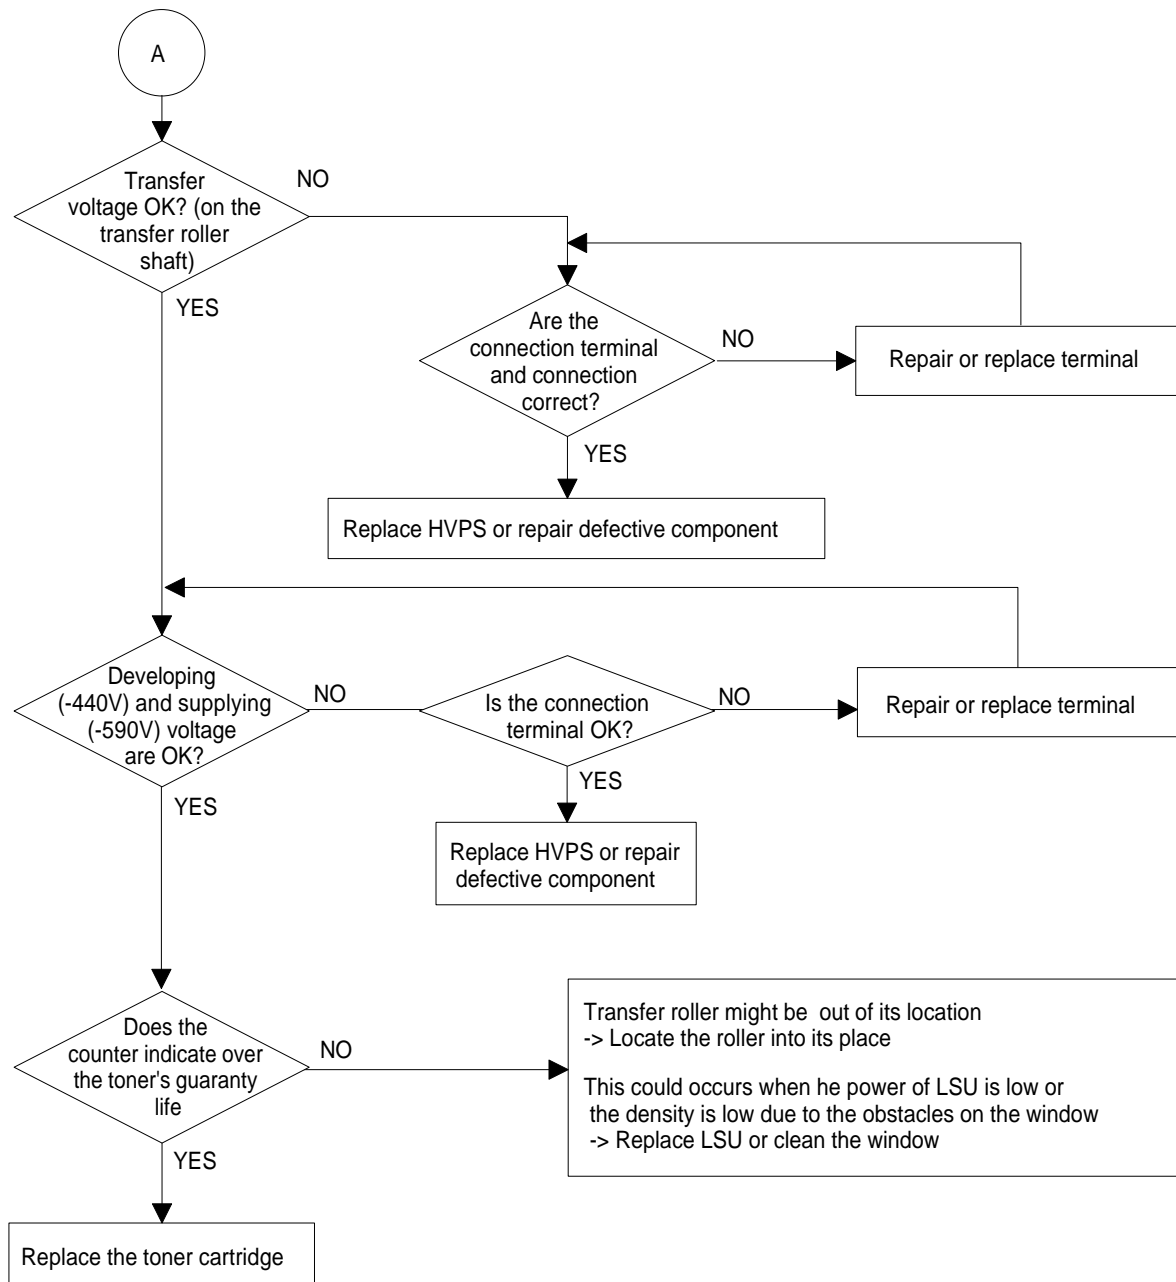 A
Transfer
voltage OK? (on the
transfer roller
shaft)
NO
YES
Are the
connection terminal
and connection
correct?
NO
Repair or replace terminal
YES
Replace HVPS or repair defective component
Developing
(-440V) and supplying
(-590V) voltage
are OK?
NO
Is the connection
terminal OK?
NO
Repair or replace terminal
YES
YES
Replace HVPS or repair
defective component
Does the
counter indicate over
the toner's guaranty
life
NO
Transfer roller might be out of its location
-> Locate the roller into its place
This could occurs when he power of LSU is low or
the density is low due to the obstacles on the window
-> Replace LSU or clean the window
YES
Replace the toner cartridge